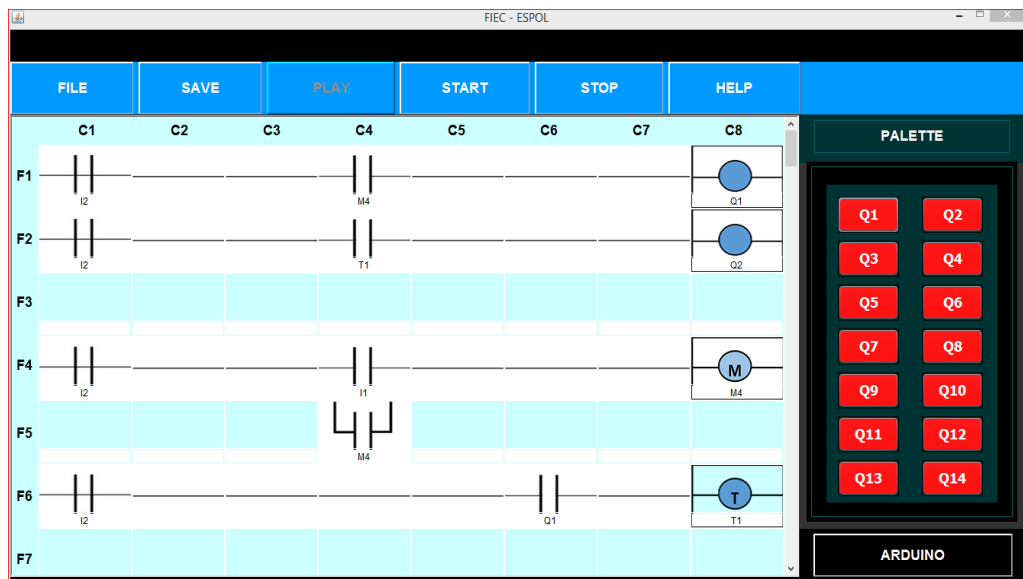 FIEC - ESPOL
FILE SAVE PLAY START STOP HELP
C1 C2 C3 C4 C5 C6 C7 C8
PALETTE
F1
I2 M4 Q1
Q1 Q2
F2
I2 T1 Q2
Q3 Q4
F3
Q5 Q6
F4
M
I2 I1 M4
Q7 Q8
Q9 Q10
F5
M4
Q11 Q12
F6
T
I2 Q1 T1
Q13 Q14
F7
ARDUINO